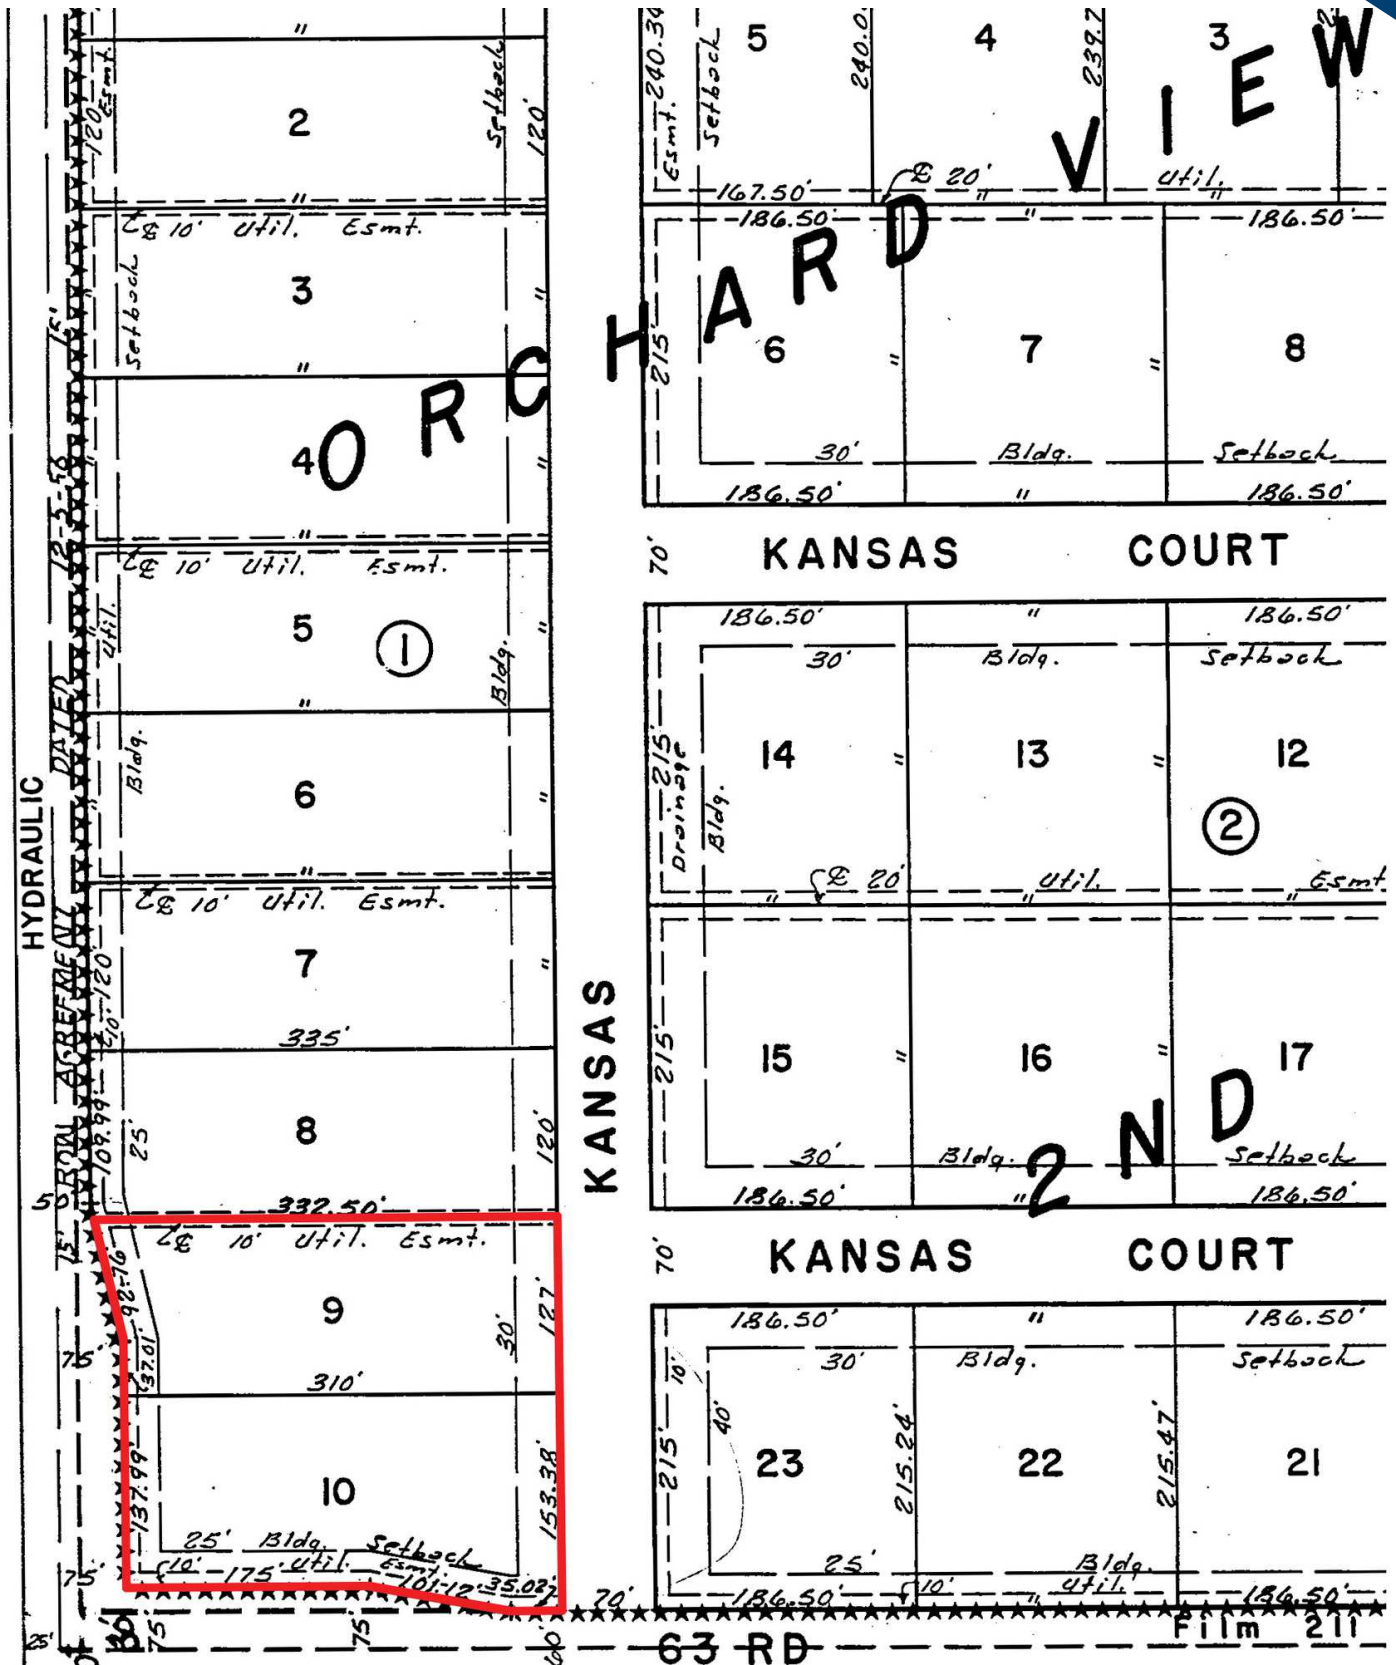 "
120'
Esmt.
2
Setback
120'
"
℄ 10' Util. Esmt.
Setback
3
"
"
4
"
"
℄ 10' Util. Esmt.
Util.
5
1
"
Bldg.
"
Bldg.
6
"
"
℄ 10' Util. Esmt.
7
"
120
10'
335'
109.99'
25'
8
120'
50'
332.50'
℄ 10' Util. Esmt.
92.76'
9
127'
30'
37.01'
310'
137.99'
10
153.38'
25' Bldg. Setback
10' Util. Esmt.
175' 101.12' 35.02'
HYDRAULIC
ROW AGREEMENT DATED 12-5-56
15'
75'
75'
75'
75'
25'
60'
70'
63 RD
KANSAS
ORCHARD VIEW
2ND
240.34
Esmt.
Setback
5
240.0
4
239.7
3
167.50' " "
℄ 20' Util.
186.50' " 186.50'
215'
6
"
7
"
8
30' Bldg. Setback
186.50' " 186.50'
70'
KANSAS COURT
186.50' " 186.50'
30' Bldg. Setback
215'
Drainage
Bldg.
14
"
13
"
12
2
℄ 20' Util. Esmt
" " "
215'
15
"
16
"
17
30' Bldg. Setback
186.50' " 186.50'
70'
KANSAS COURT
186.50' " 186.50'
30' Bldg. Setback
10'
40'
215'
23
215.24'
22
215.47'
21
25' Bldg.
10' Util.
186.50' " 186.50'
Film 211